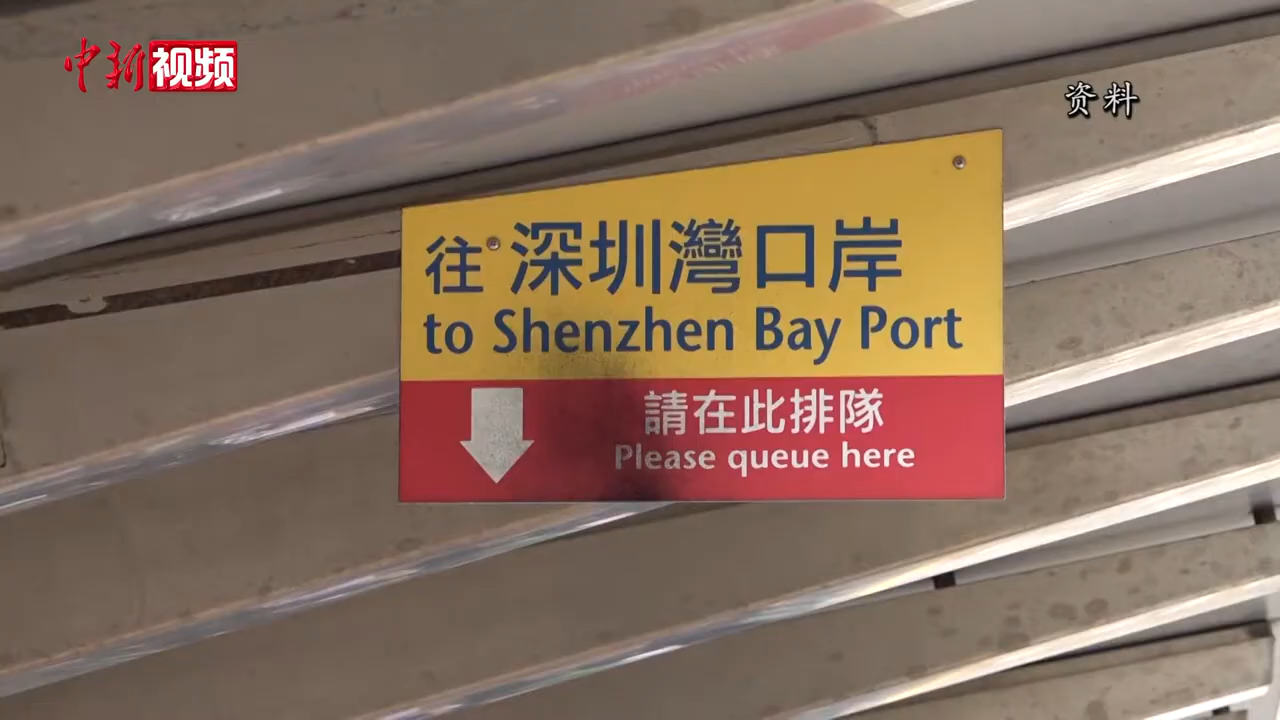 中新视频
资料
往 深圳灣口岸
to Shenzhen Bay Port
請在此排隊
Please queue here